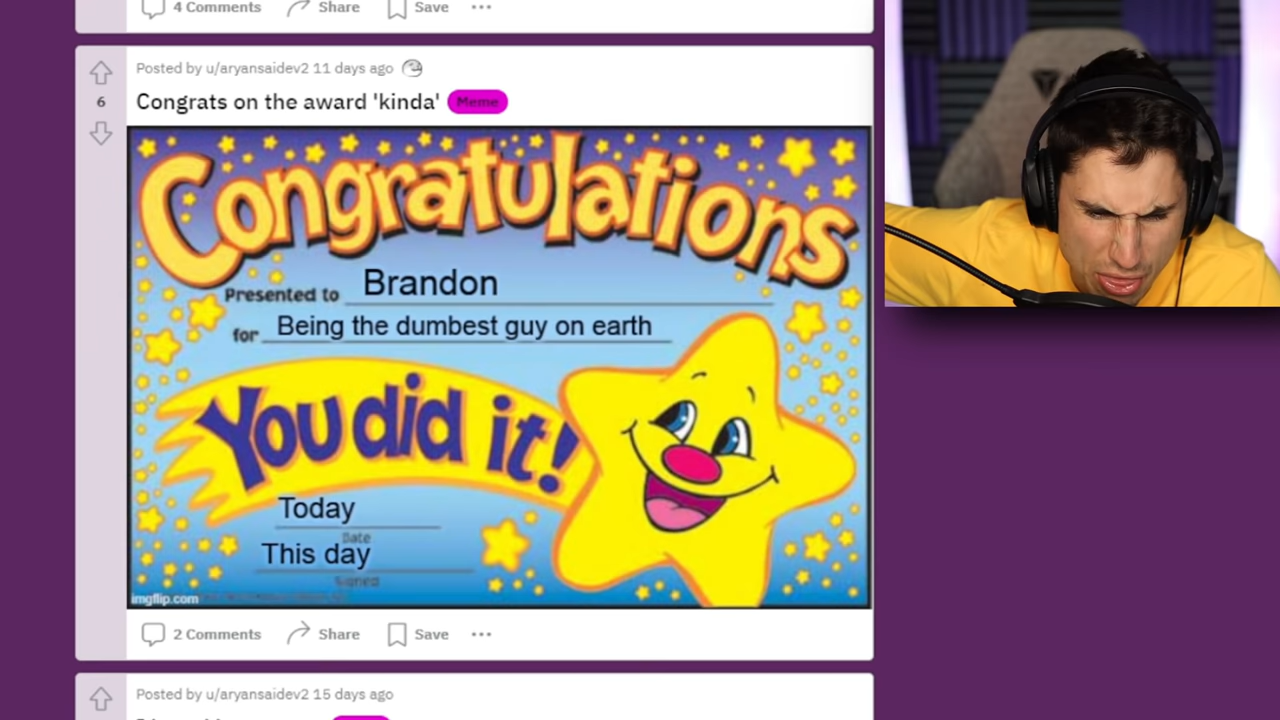 4 Comments Share Save
Posted by u/aryansaidev2 11 days ago
6
Congrats on the award 'kinda' Meme
Congratulations
Presented to Brandon
for Being the dumbest guy on earth
You did it!
Today
Date
This day
Signed
imgflip.com
2 Comments Share Save
Posted by u/aryansaidev2 15 days ago